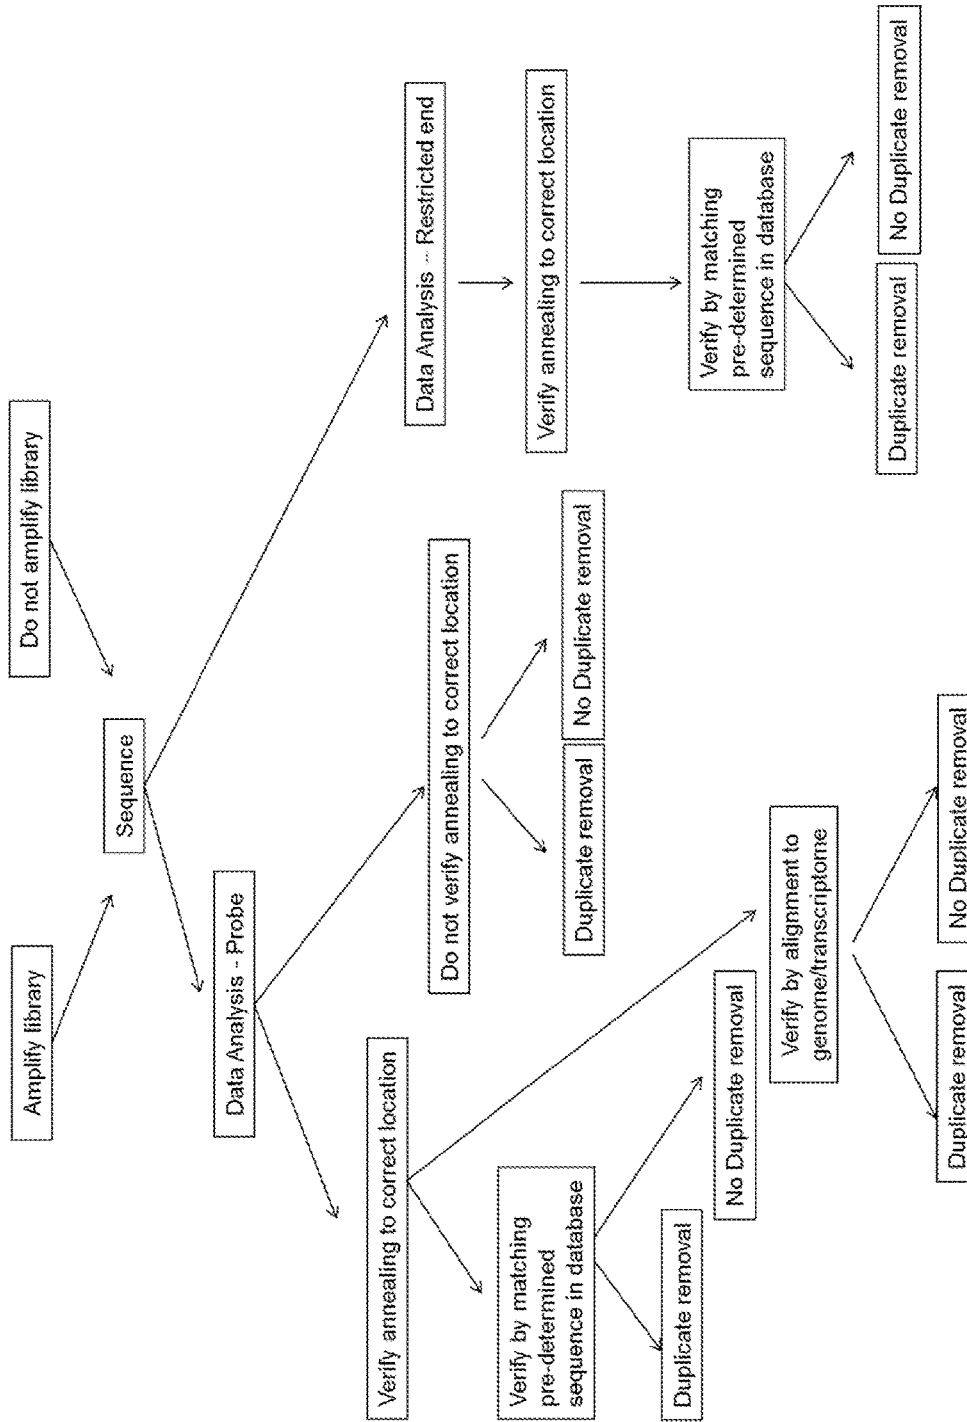 Amplify library
Do not amplify library
Sequence
Data Analysis - Probe
Data Analysis -- Restricted end
Verify annealing to correct location
Do not verify annealing to correct location
Verify annealing to correct location
Verify by matching
pre-determined
sequence in database
Duplicate removal
No Duplicate removal
Verify by matching
pre-determined
sequence in database
Duplicate removal
No Duplicate removal
Verify by alignment to
genome/transcriptome
Duplicate removal
No Duplicate removal
Duplicate removal
No Duplicate removal